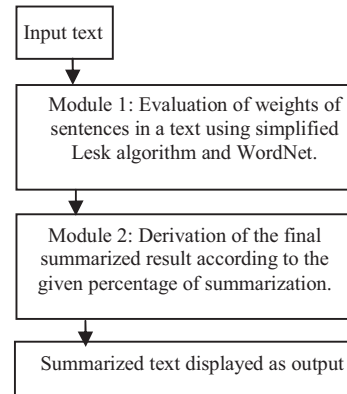 Input text
Module 1: Evaluation of weights of
sentences in a text using simplified
Lesk algorithm and WordNet.
Module 2: Derivation of the final
summarized result according to the
given percentage of summarization.
Summarized text displayed as output